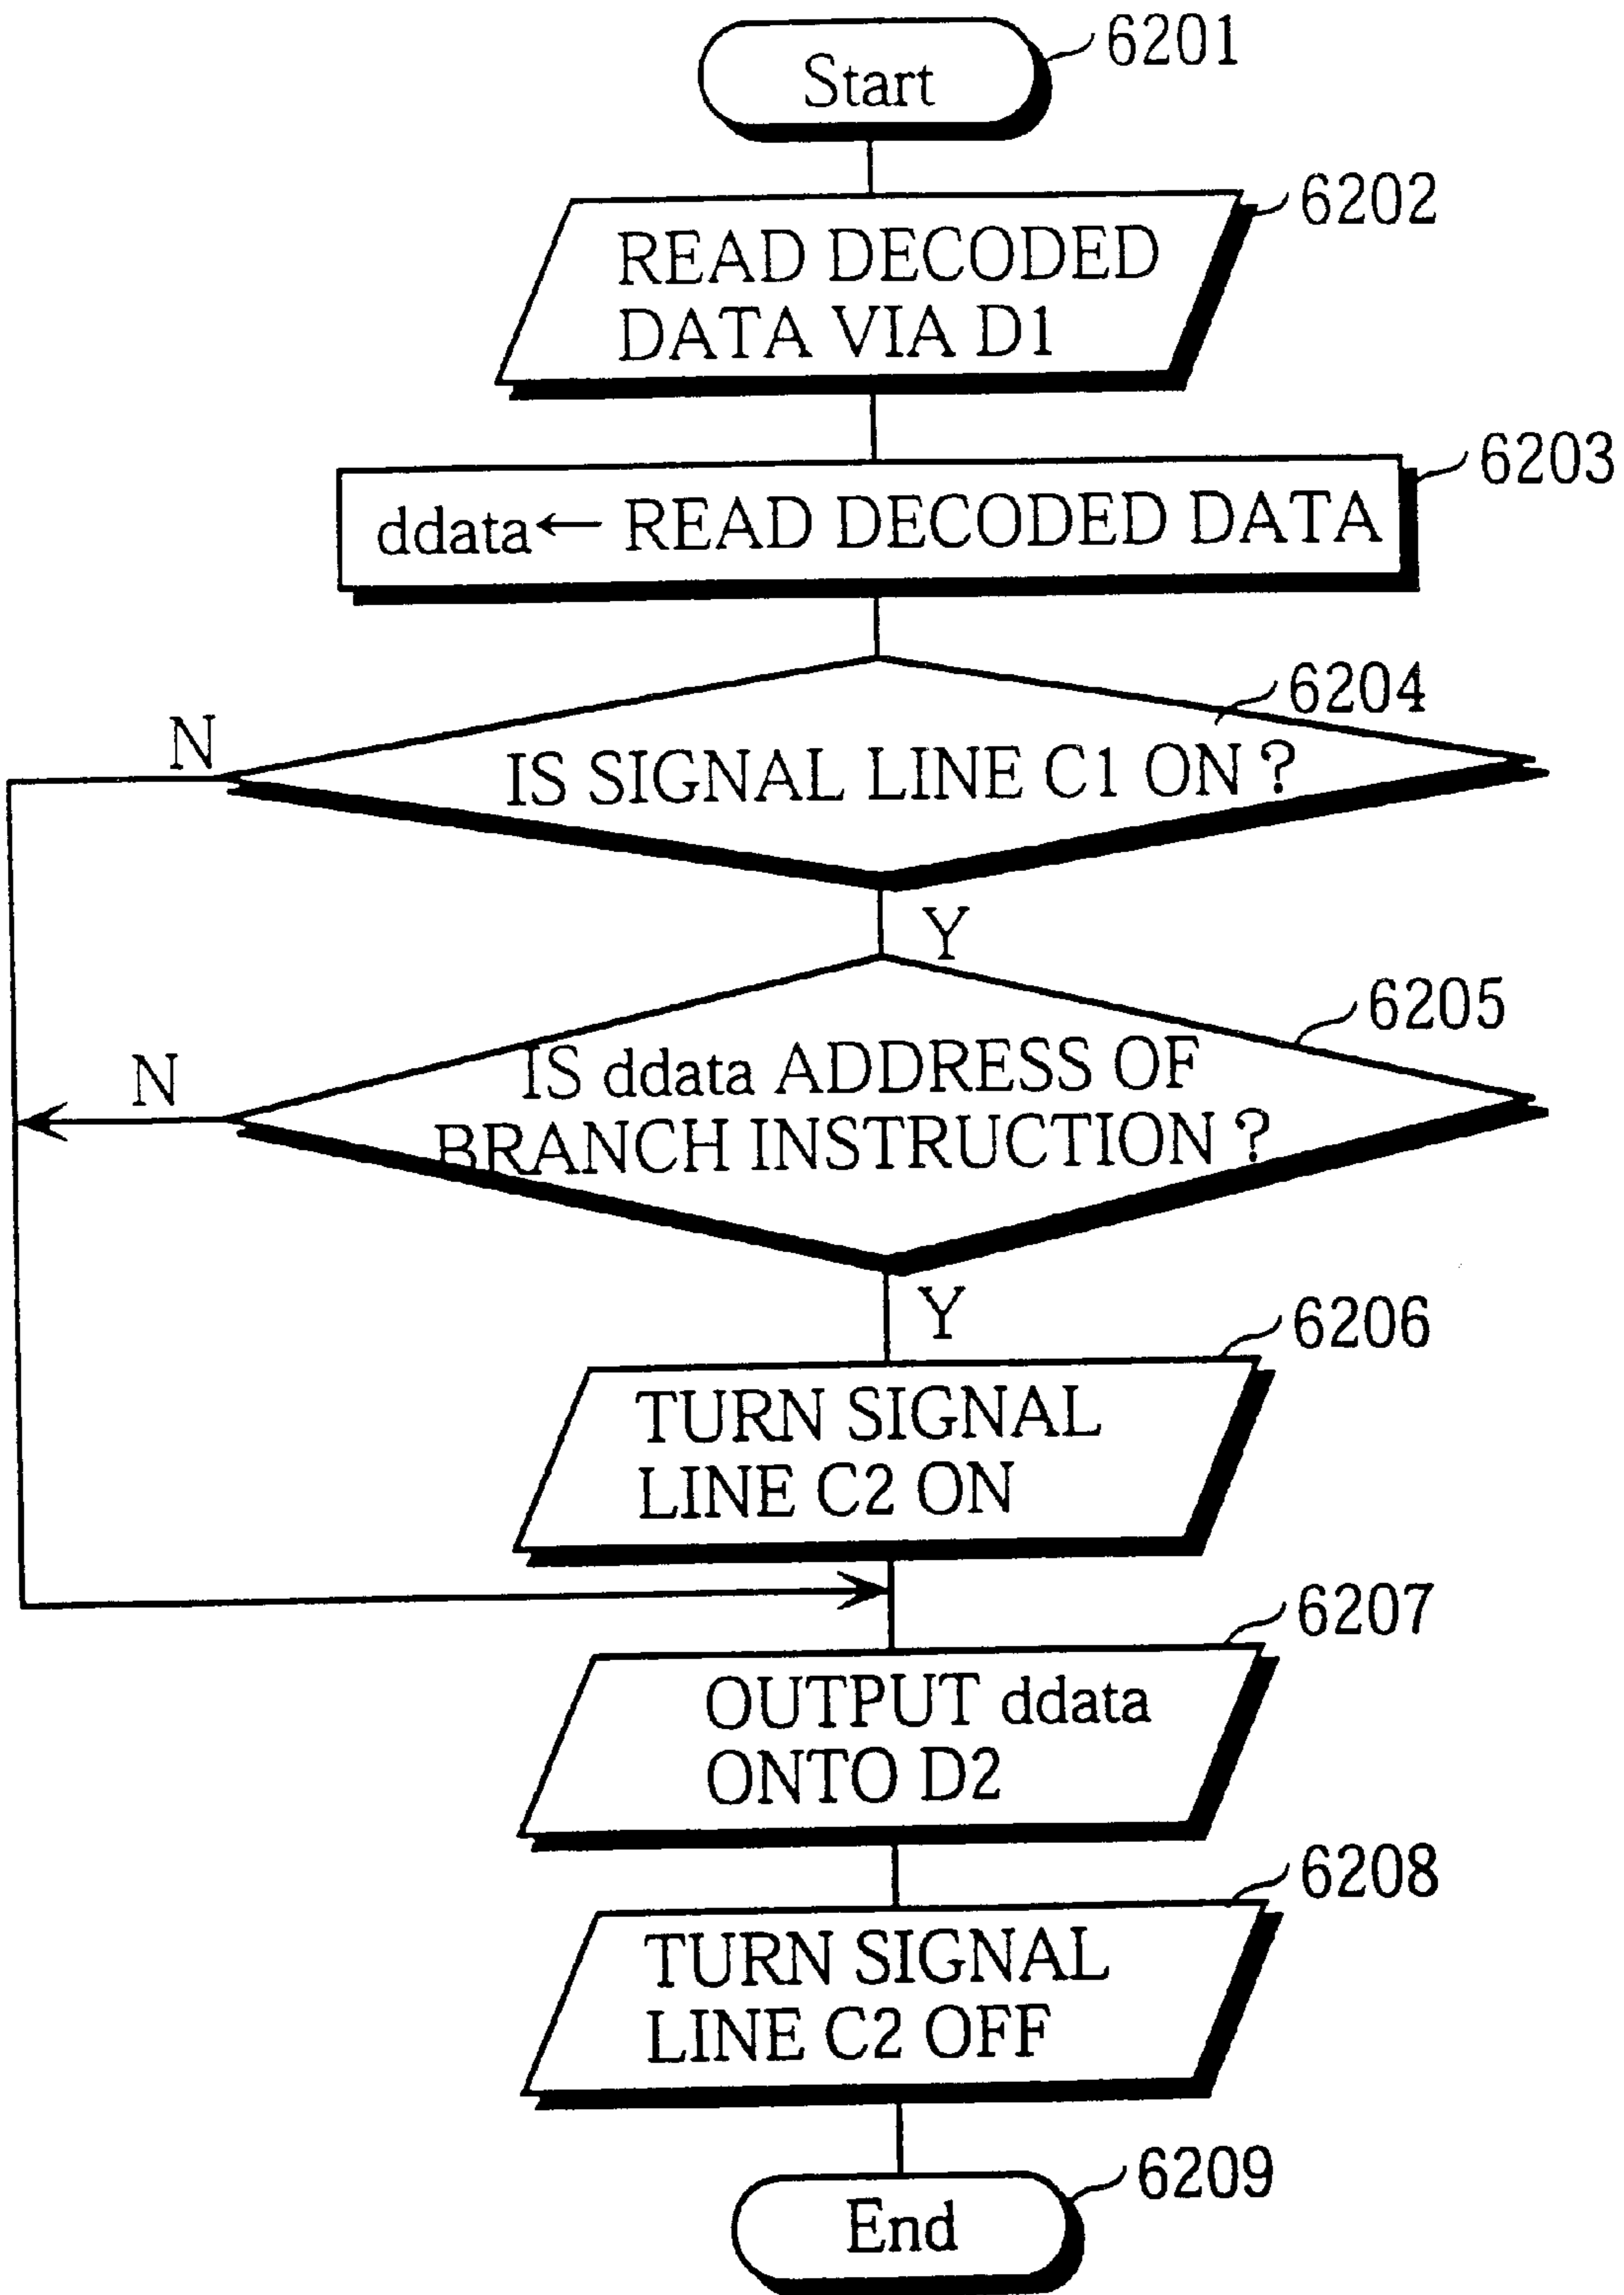 Start
6201
READ DECODED
DATA VIA D1
6202
ddata← READ DECODED DATA
6203
IS SIGNAL LINE C1 ON ?
6204
N
Y
IS ddata ADDRESS OF
BRANCH INSTRUCTION ?
6205
N
Y
TURN SIGNAL
LINE C2 ON
6206
OUTPUT ddata
ONTO D2
6207
TURN SIGNAL
LINE C2 OFF
6208
End
6209